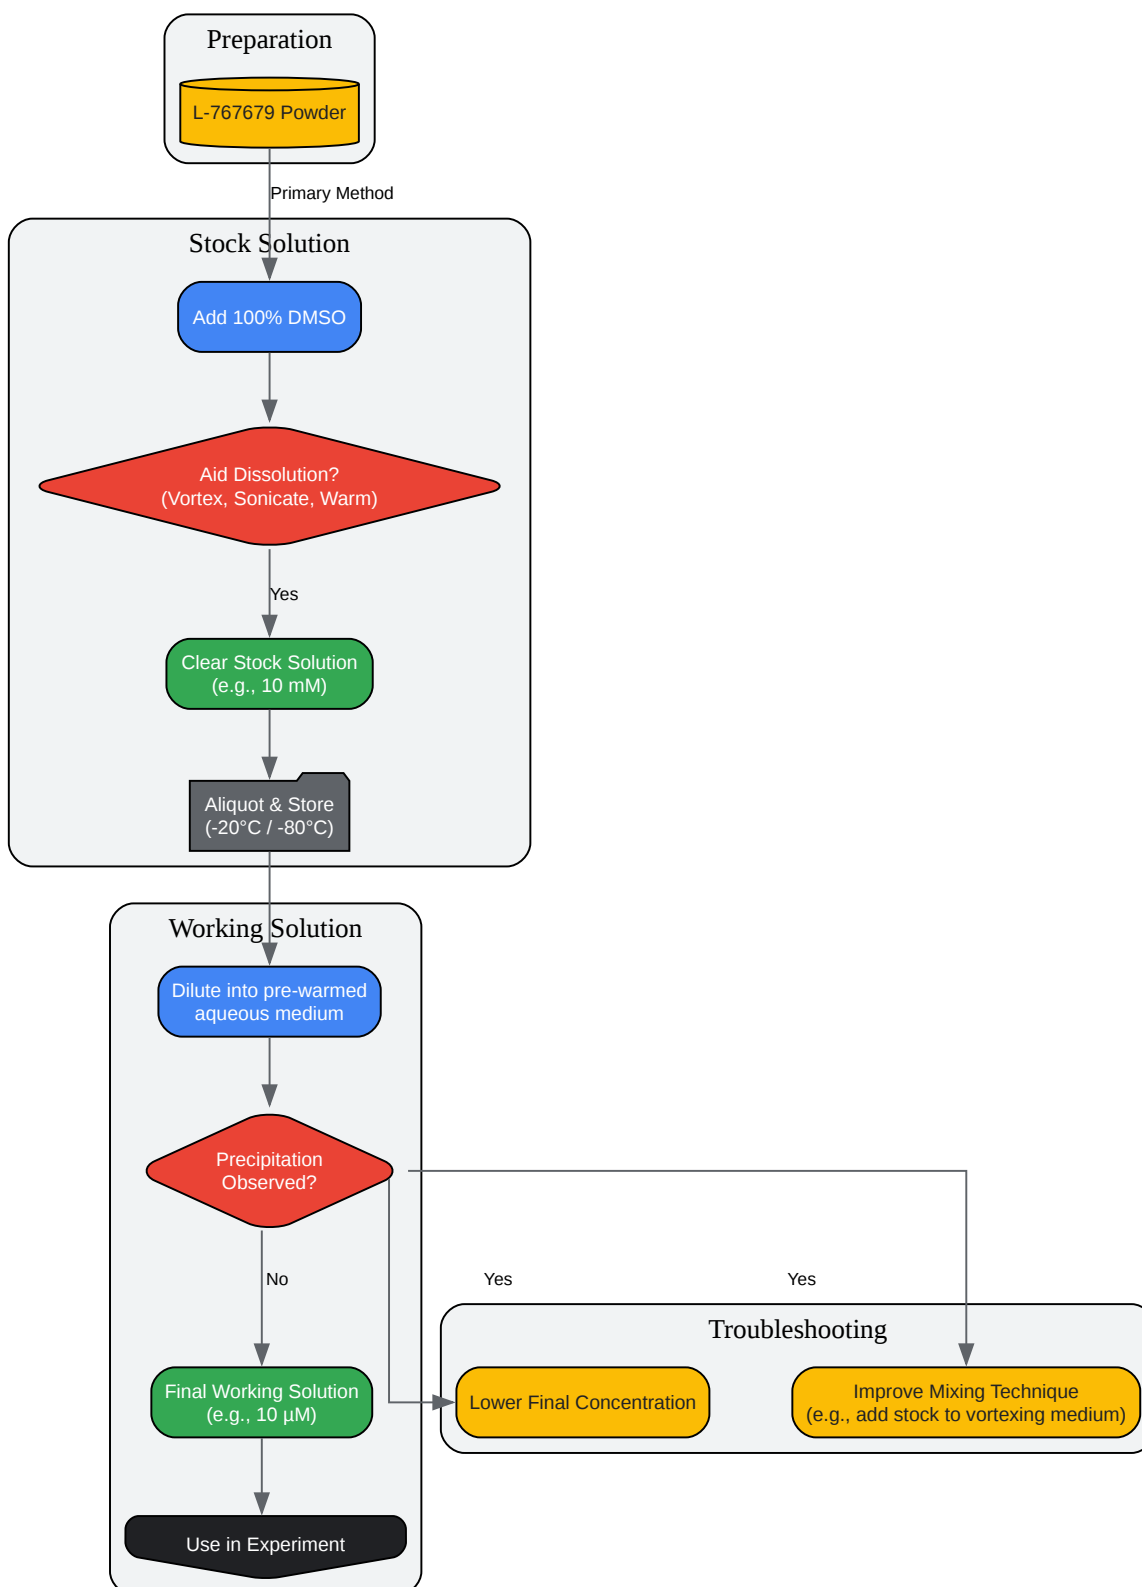 Preparation
L-767679 Powder
Primary Method
Stock Solution
Add 100% DMSO
Aid Dissolution?
(Vortex, Sonicate, Warm)
Yes
Clear Stock Solution
(e.g., 10 mM)
Aliquot & Store
(-20°C / -80°C)
Working Solution
Dilute into pre-warmed
aqueous medium
Precipitation
Observed?
No
Yes
Yes
Troubleshooting
Final Working Solution
(e.g., 10 µM)
Lower Final Concentration
Improve Mixing Technique
(e.g., add stock to vortexing medium)
Use in Experiment